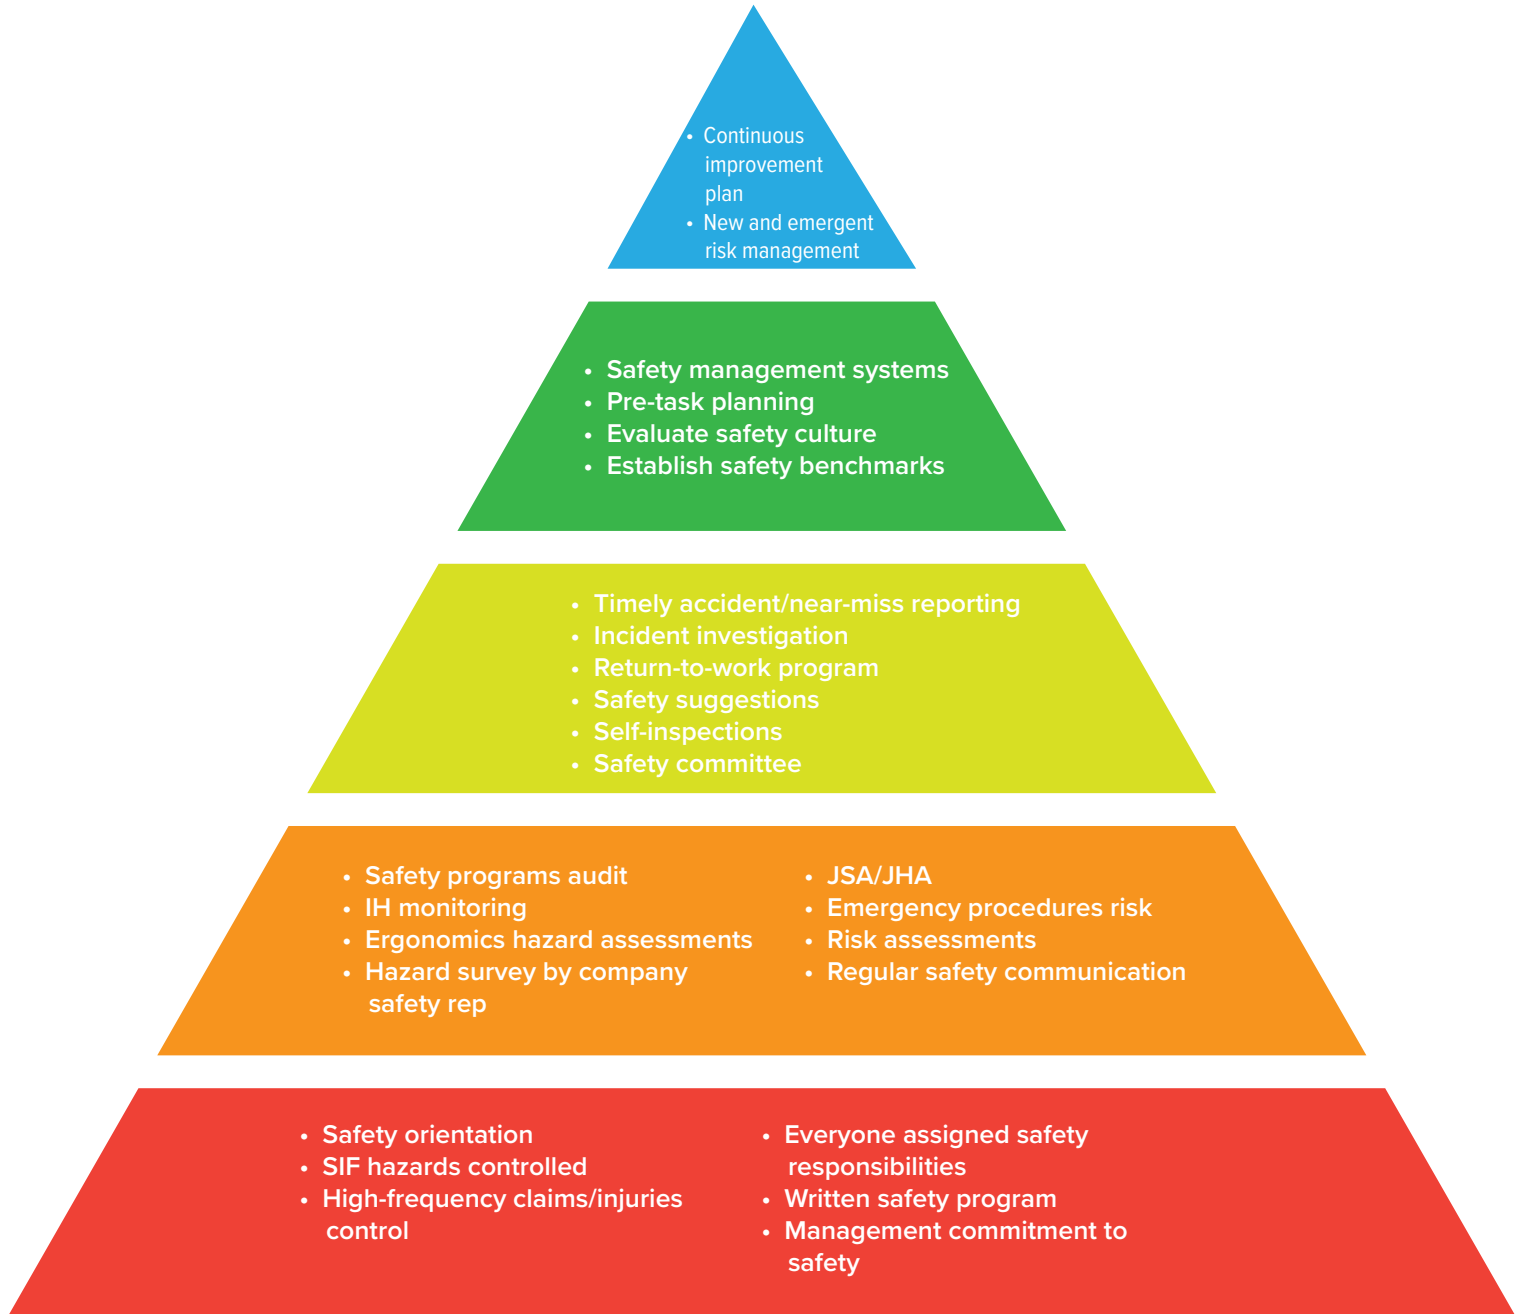 • Continuous
improvement
plan
• New and emergent
risk management
• Safety management systems
• Pre-task planning
• Evaluate safety culture
• Establish safety benchmarks
• Timely accident/near-miss reporting
• Incident investigation
• Return-to-work program
• Safety suggestions
• Self-inspections
• Safety committee
• Safety programs audit
• IH monitoring
• Ergonomics hazard assessments
• Hazard survey by company
safety rep
• JSA/JHA
• Emergency procedures risk
• Risk assessments
• Regular safety communication
• Safety orientation
• SIF hazards controlled
• High-frequency claims/injuries
control
• Everyone assigned safety
responsibilities
• Written safety program
• Management commitment to
safety